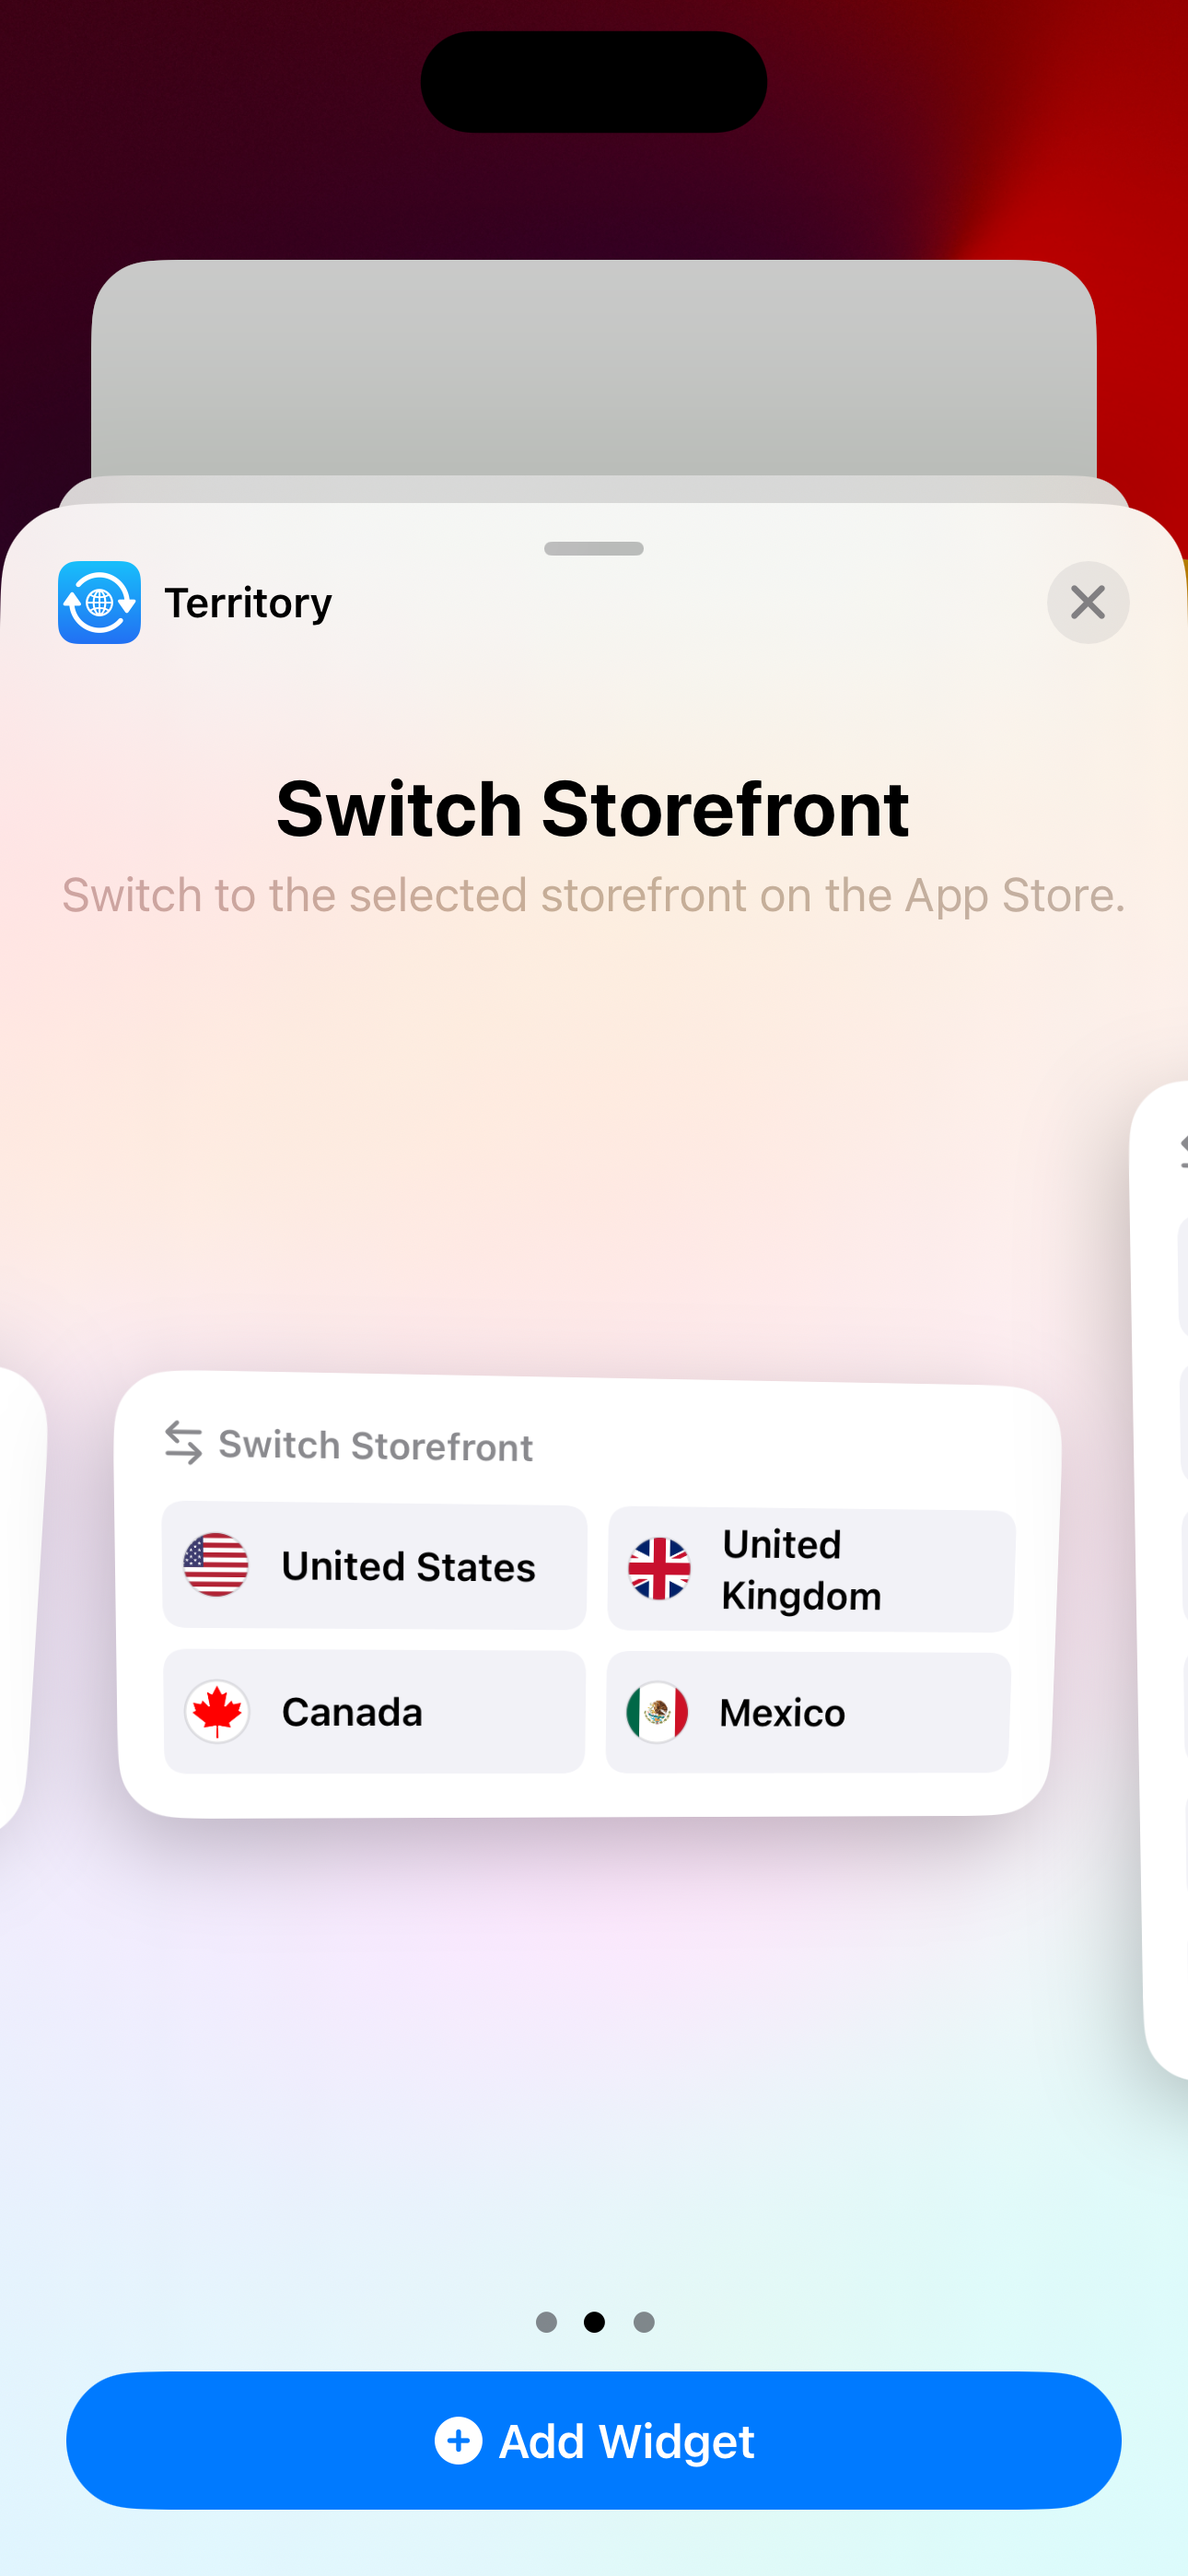 Territory
Switch Storefront
Switch to the selected storefront on the App Store.
Switch Storefront
United States
United
Kingdom
Canada
Mexico
Add Widget